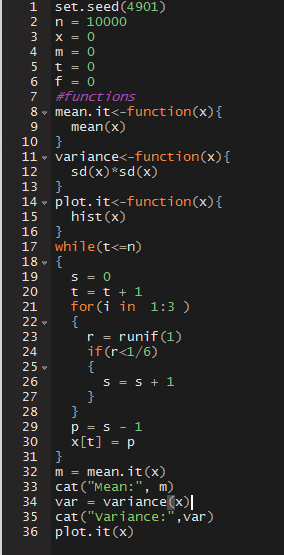 1 set.seed(4901)
2 n = 10000
3 x = 0
4 m = 0
5 t = 0
6 f = 0
7 #functions
8 mean.it<-function(x){
9 mean(x)
10 }
11 variance<-function(x){
12 sd(x)*sd(x)
13 }
14 plot.it<-function(x){
15 hist(x)
16 }
17 while(t<=n)
18 {
19 s = 0
20 t = t + 1
21 for(i in 1:3 )
22 {
23 r = runif(1)
24 if(r<1/6)
25 {
26 s = s + 1
27 }
28 }
29 p = s - 1
30 x[t] = p
31 }
32 m = mean.it(x)
33 cat("Mean:", m)
34 var = variance(x)
35 cat("Variance:",var)
36 plot.it(x)